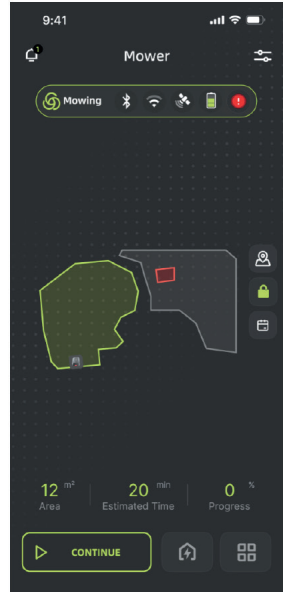 9:41
1
Mower
Mowing
12 m² 20 min 0 %
Area Estimated Time Progress
CONTINUE